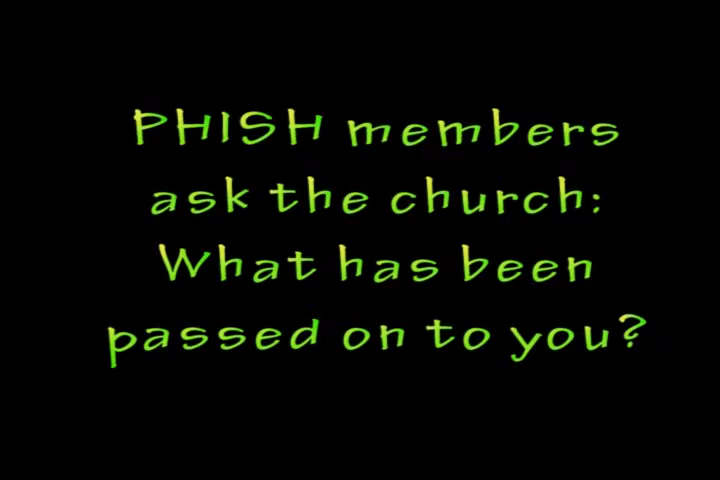 PHISH members
ask the church:
What has been
passed on to you?